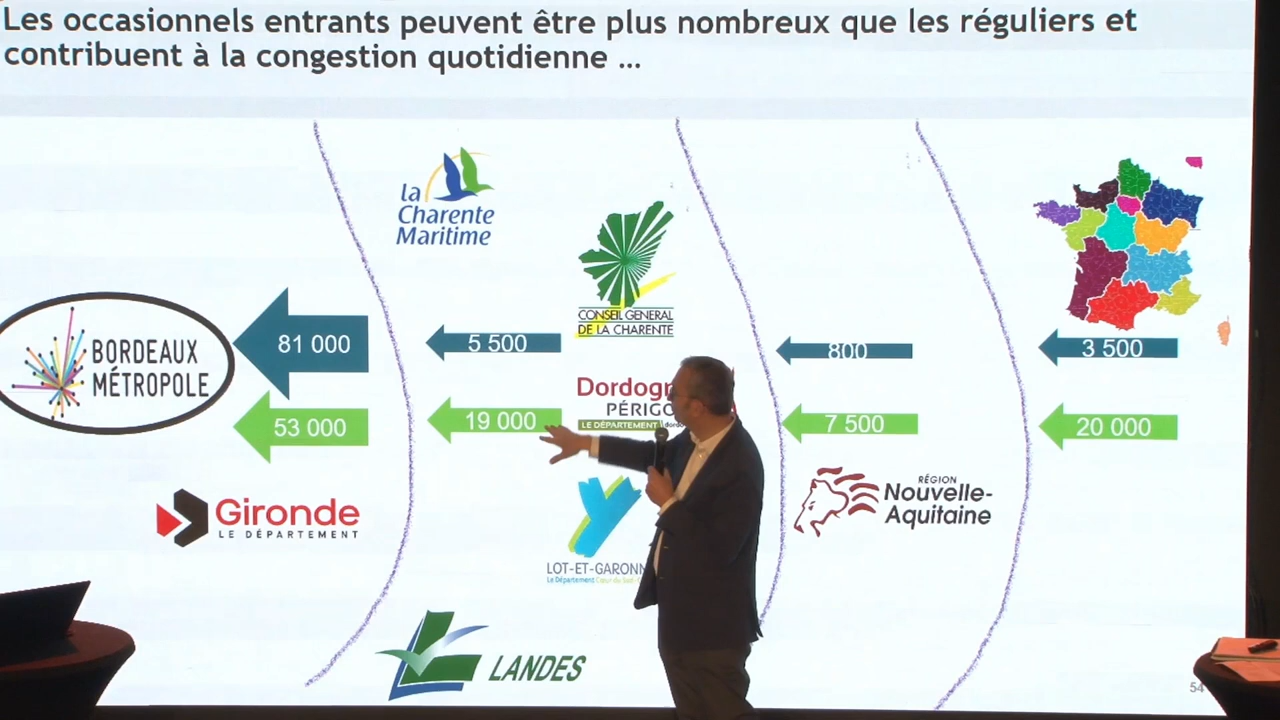 Les occasionnels entrants peuvent être plus nombreux que les réguliers et
contribuent à la congestion quotidienne ...
la
Charente
Maritime
CONSEIL GENERAL
DE LA CHARENTE
BORDEAUX
MÉTROPOLE
81 000
5 500
800
3 500
PÉRIGO
LE DÉPARTEMENT
53 000
19 000
7 500
20 000
Gironde
LE DÉPARTEMENT
RÉGION
Nouvelle-
Aquitaine
LOT-ET-GARONN
Le Département
LANDES
54